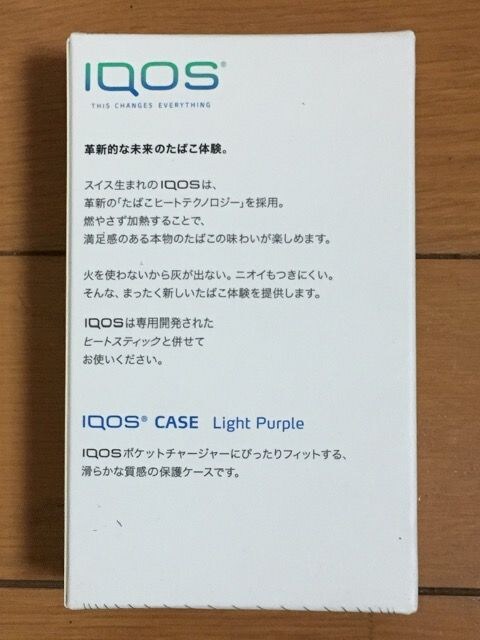 IQOS®
THIS CHANGES EVERYTHING
革新的な未来のたばこ体験。
スイス生まれのIQOSは、
革新の「たばこヒートテクノロジー」を採用。
燃やさず加熱することで、
満足感のある本物のたばこの味わいが楽しめます。
火を使わないから灰が出ない。ニオイもつきにくい。
そんな、まったく新しいたばこ体験を提供します。
IQOSは専用開発された
ヒートスティックと併せて
お使いください。
IQOS® CASE Light Purple
IQOSポケットチャージャーにぴったりフィットする、
滑らかな質感の保護ケースです。